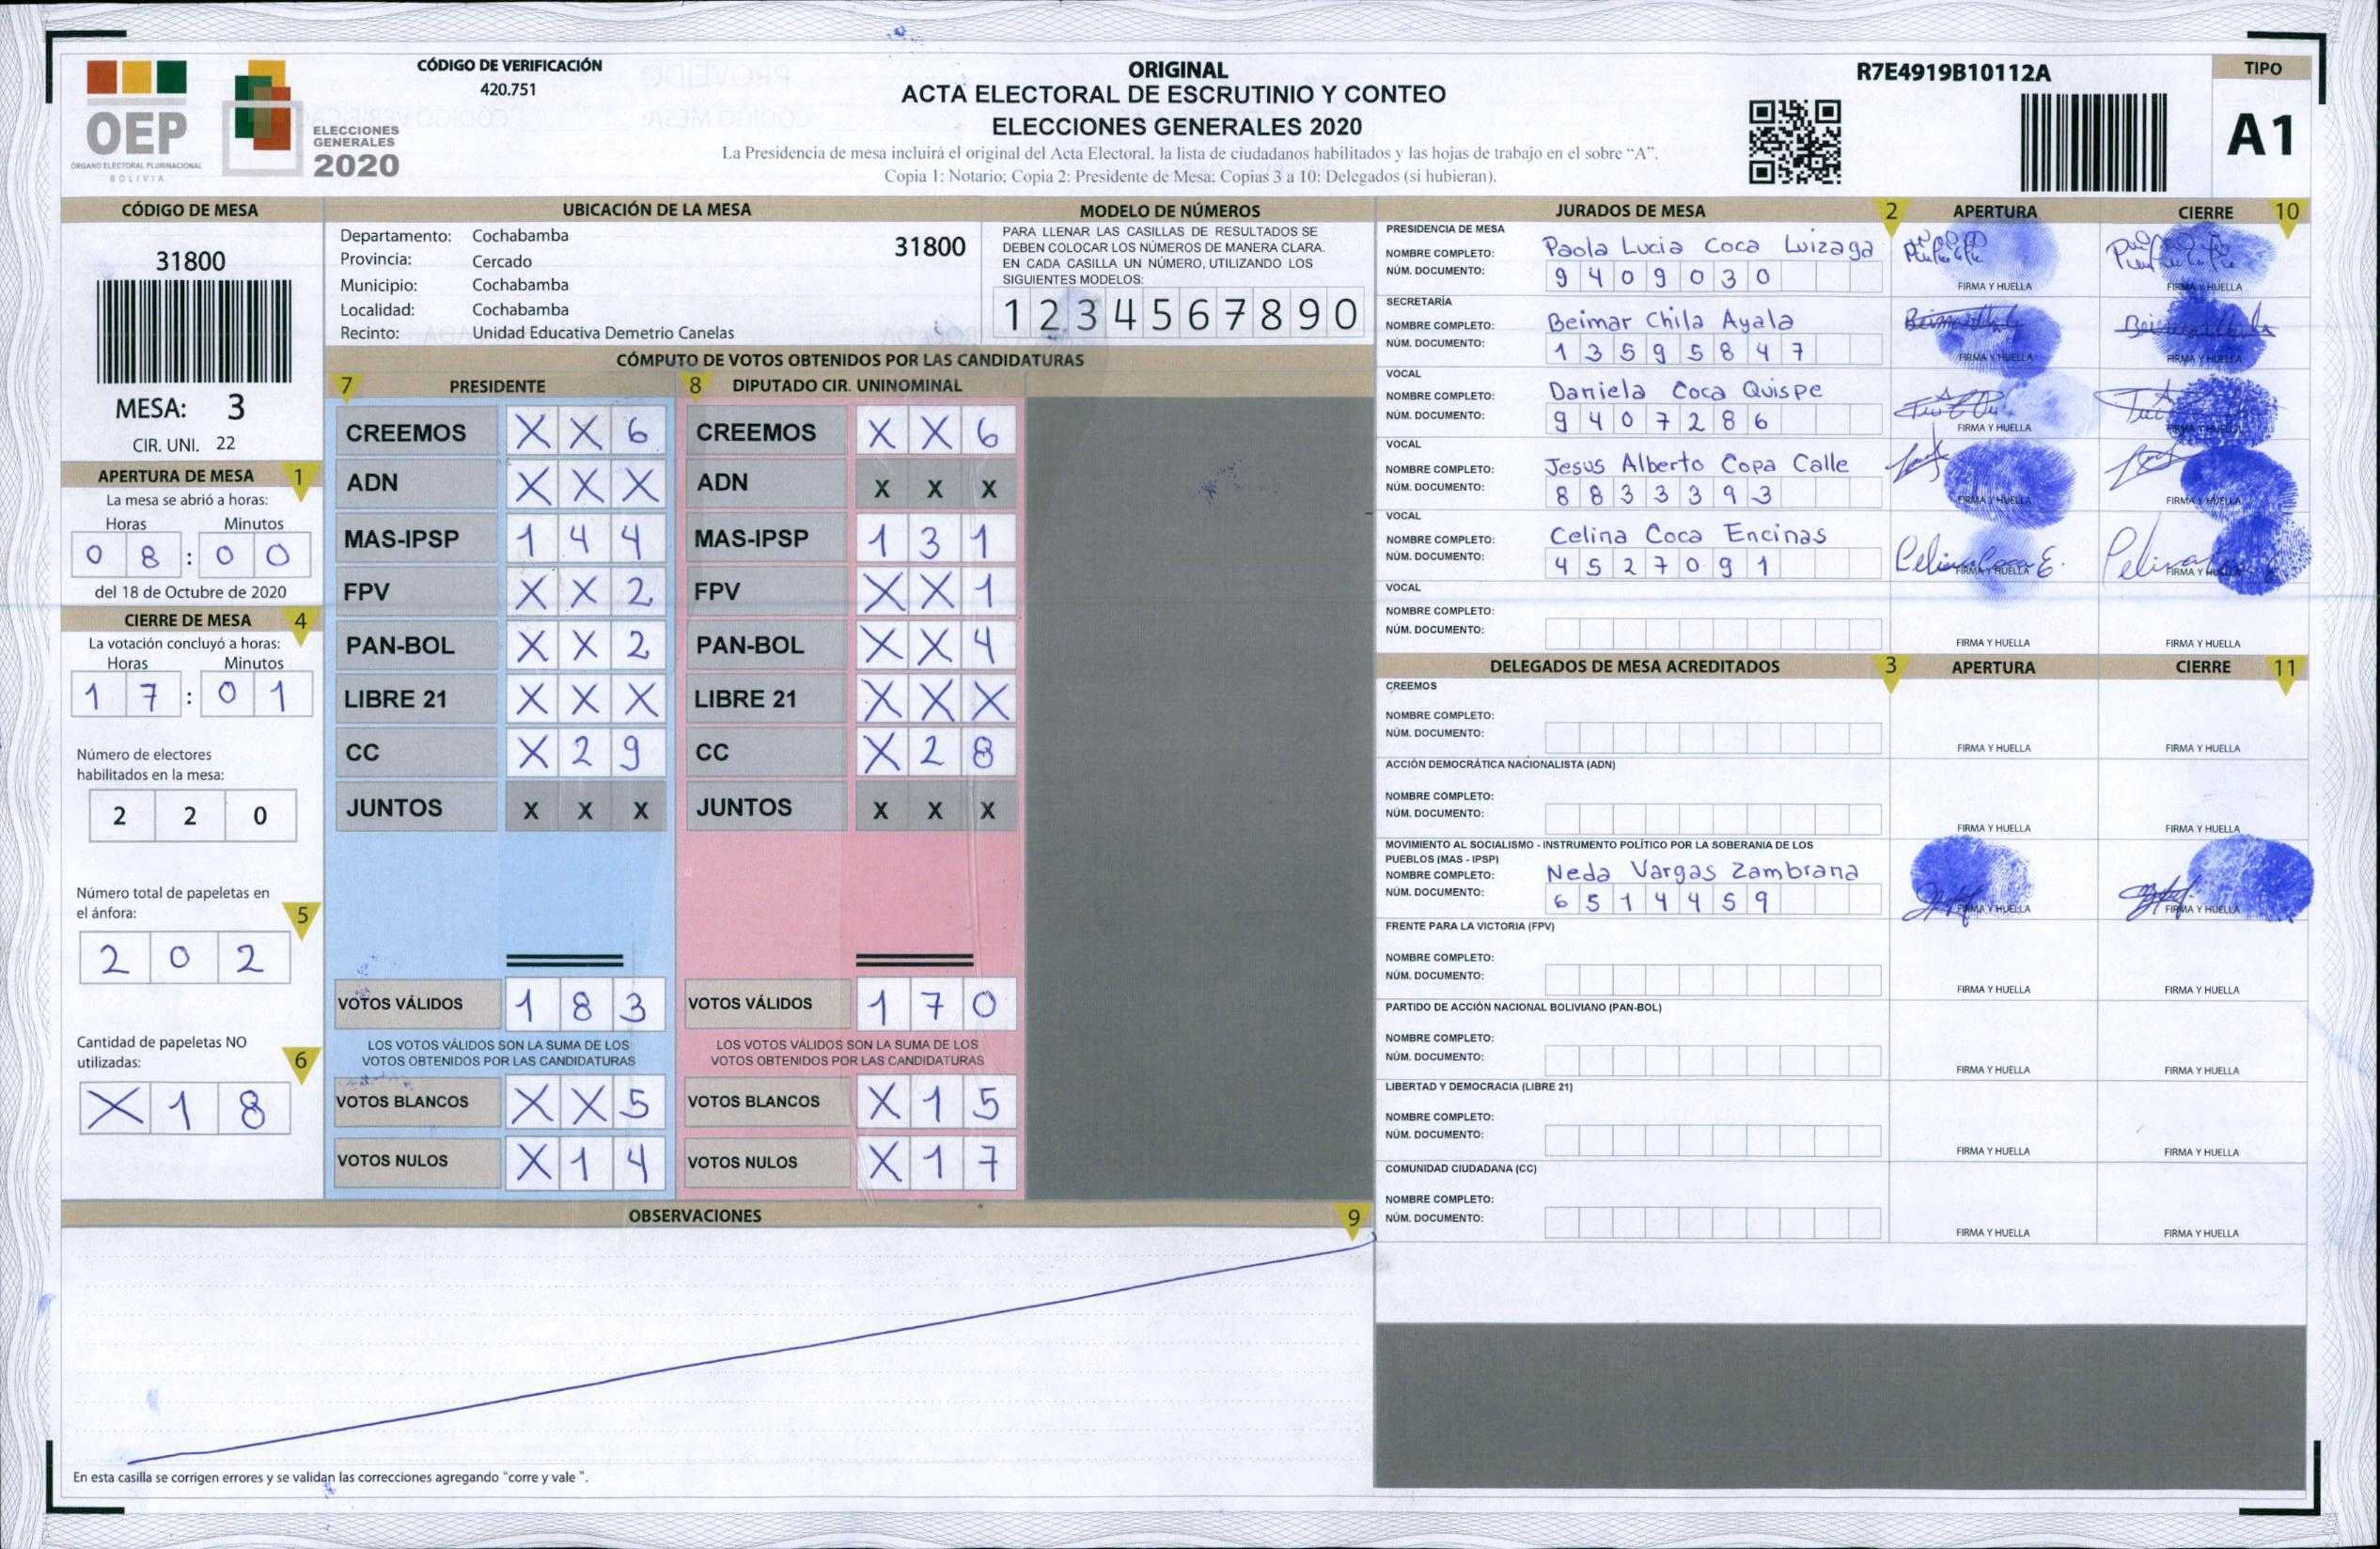 OEP
ÓRGANO ELECTORAL PLURINACIONAL
BOLIVIA
ELECCIONES
GENERALES
2020
CÓDIGO DE VERIFICACIÓN
420.751
ORIGINAL
ACTA ELECTORAL DE ESCRUTINIO Y CONTEO
ELECCIONES GENERALES 2020
La Presidencia de mesa incluirá el original del Acta Electoral, la lista de ciudadanos habilitados y las hojas de trabajo en el sobre “A”.
Copia 1: Notario; Copia 2: Presidente de Mesa; Copias 3 a 10: Delegados (si hubieran).
R7E4919B10112A
TIPO
A1
CÓDIGO DE MESA
31800
MESA: 3
CIR. UNI. 22
APERTURA DE MESA 1
La mesa se abrió a horas:
Horas Minutos
0 8 : 0 0
del 18 de Octubre de 2020
CIERRE DE MESA 4
La votación concluyó a horas:
Horas Minutos
1 7 : 0 1
Número de electores
habilitados en la mesa:
2 2 0
Número total de papeletas en
el ánfora: 5
2 0 2
Cantidad de papeletas NO
utilizadas: 6
X 1 8
UBICACIÓN DE LA MESA
Departamento: Cochabamba 31800
Provincia: Cercado
Municipio: Cochabamba
Localidad: Cochabamba
Recinto: Unidad Educativa Demetrio Canelas
MODELO DE NÚMEROS
PARA LLENAR LAS CASILLAS DE RESULTADOS SE
DEBEN COLOCAR LOS NÚMEROS DE MANERA CLARA.
EN CADA CASILLA UN NÚMERO, UTILIZANDO LOS
SIGUIENTES MODELOS:
1 2 3 4 5 6 7 8 9 0
CÓMPUTO DE VOTOS OBTENIDOS POR LAS CANDIDATURAS
7 PRESIDENTE
CREEMOS X X 6
ADN X X X
MAS-IPSP 1 4 4
FPV X X 2
PAN-BOL X X 2
LIBRE 21 X X X
CC X 2 9
JUNTOS X X X
VOTOS VÁLIDOS 1 8 3
LOS VOTOS VÁLIDOS SON LA SUMA DE LOS
VOTOS OBTENIDOS POR LAS CANDIDATURAS
VOTOS BLANCOS X X 5
VOTOS NULOS X 1 4
8 DIPUTADO CIR. UNINOMINAL
CREEMOS X X 6
ADN X X X
MAS-IPSP 1 3 1
FPV X X 1
PAN-BOL X X 4
LIBRE 21 X X X
CC X 2 8
JUNTOS X X X
VOTOS VÁLIDOS 1 7 0
LOS VOTOS VÁLIDOS SON LA SUMA DE LOS
VOTOS OBTENIDOS POR LAS CANDIDATURAS
VOTOS BLANCOS X 1 5
VOTOS NULOS X 1 7
OBSERVACIONES 9
En esta casilla se corrigen errores y se validan las correcciones agregando "corre y vale ".
JURADOS DE MESA 2 APERTURA CIERRE 10
PRESIDENCIA DE MESA
NOMBRE COMPLETO: Paola Lucia Coca Luizaga
NÚM. DOCUMENTO: 9 4 0 9 0 3 0
FIRMA Y HUELLA FIRMA Y HUELLA
SECRETARÍA
NOMBRE COMPLETO: Beimar Chila Ayala
NÚM. DOCUMENTO: 1 3 5 9 5 8 4 7
FIRMA Y HUELLA FIRMA Y HUELLA
VOCAL
NOMBRE COMPLETO: Daniela Coca Quispe
NÚM. DOCUMENTO: 9 4 0 7 2 8 6
FIRMA Y HUELLA FIRMA Y HUELLA
VOCAL
NOMBRE COMPLETO: Jesus Alberto Copa Calle
NÚM. DOCUMENTO: 8 8 3 3 3 9 3
FIRMA Y HUELLA FIRMA Y HUELLA
VOCAL
NOMBRE COMPLETO: Celina Coca Encinas
NÚM. DOCUMENTO: 4 5 2 7 0 9 1
FIRMA Y HUELLA FIRMA Y HUELLA
VOCAL
NOMBRE COMPLETO:
NÚM. DOCUMENTO:
FIRMA Y HUELLA FIRMA Y HUELLA
DELEGADOS DE MESA ACREDITADOS 3 APERTURA CIERRE 11
CREEMOS
NOMBRE COMPLETO:
NÚM. DOCUMENTO:
FIRMA Y HUELLA FIRMA Y HUELLA
ACCIÓN DEMOCRÁTICA NACIONALISTA (ADN)
NOMBRE COMPLETO:
NÚM. DOCUMENTO:
FIRMA Y HUELLA FIRMA Y HUELLA
MOVIMIENTO AL SOCIALISMO - INSTRUMENTO POLÍTICO POR LA SOBERANIA DE LOS
PUEBLOS (MAS - IPSP)
NOMBRE COMPLETO: Neda Vargas Zambrana
NÚM. DOCUMENTO: 6 5 1 4 4 5 9
FIRMA Y HUELLA FIRMA Y HUELLA
FRENTE PARA LA VICTORIA (FPV)
NOMBRE COMPLETO:
NÚM. DOCUMENTO:
FIRMA Y HUELLA FIRMA Y HUELLA
PARTIDO DE ACCIÓN NACIONAL BOLIVIANO (PAN-BOL)
NOMBRE COMPLETO:
NÚM. DOCUMENTO:
FIRMA Y HUELLA FIRMA Y HUELLA
LIBERTAD Y DEMOCRACIA (LIBRE 21)
NOMBRE COMPLETO:
NÚM. DOCUMENTO:
FIRMA Y HUELLA FIRMA Y HUELLA
COMUNIDAD CIUDADANA (CC)
NOMBRE COMPLETO:
NÚM. DOCUMENTO:
FIRMA Y HUELLA FIRMA Y HUELLA